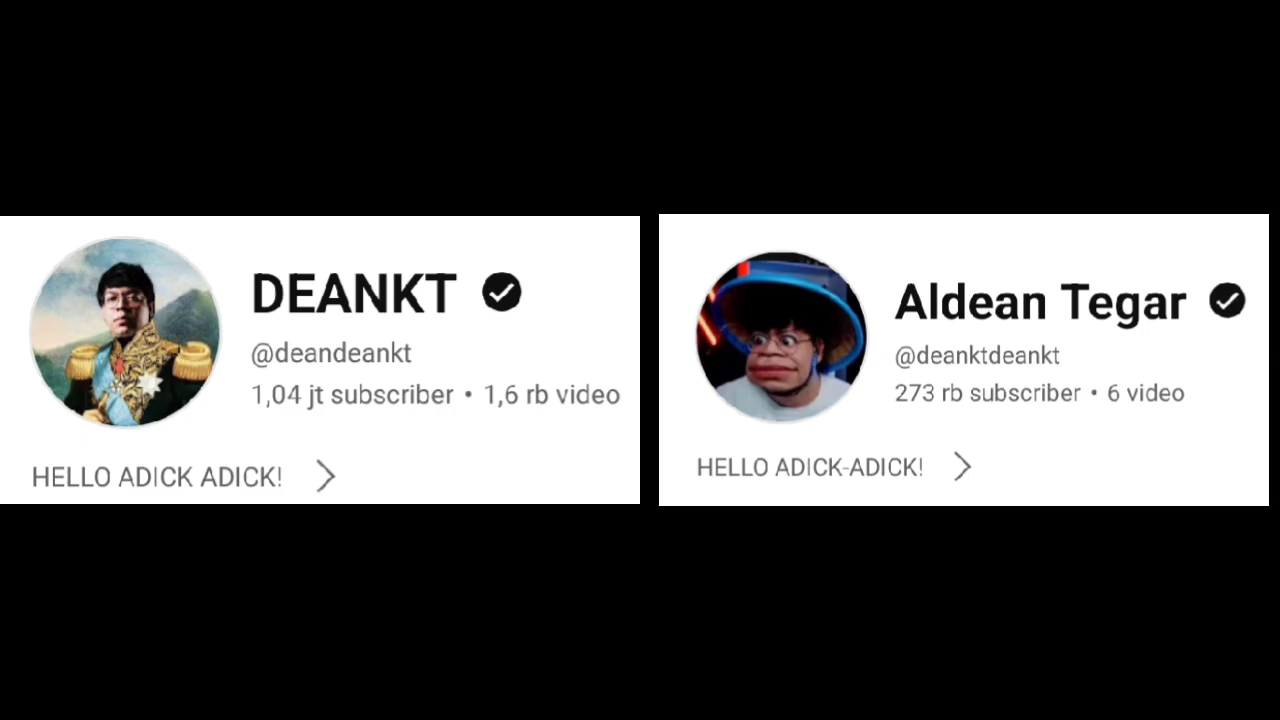 DEANKT
@deandeankt
1,04 jt subscriber • 1,6 rb video
HELLO ADICK ADICK!
Aldean Tegar
@deanktdeankt
273 rb subscriber • 6 video
HELLO ADICK-ADICK!